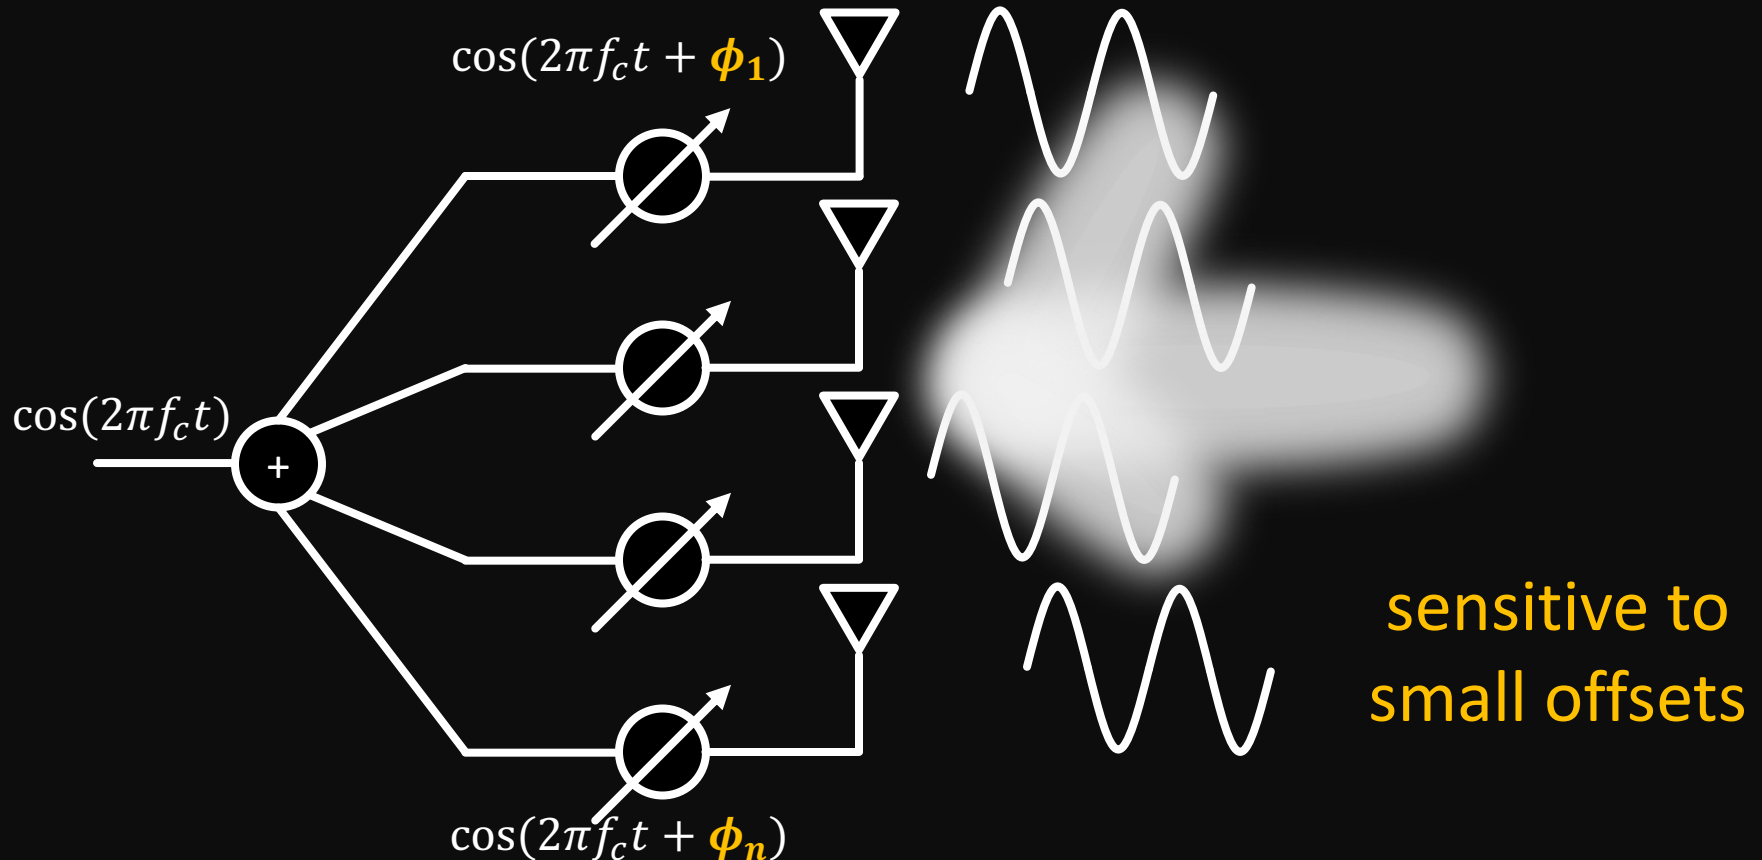 cos(2πf_c t + ϕ_1)
cos(2πf_c t)
+
sensitive to
small offsets
cos(2πf_c t + ϕ_n)